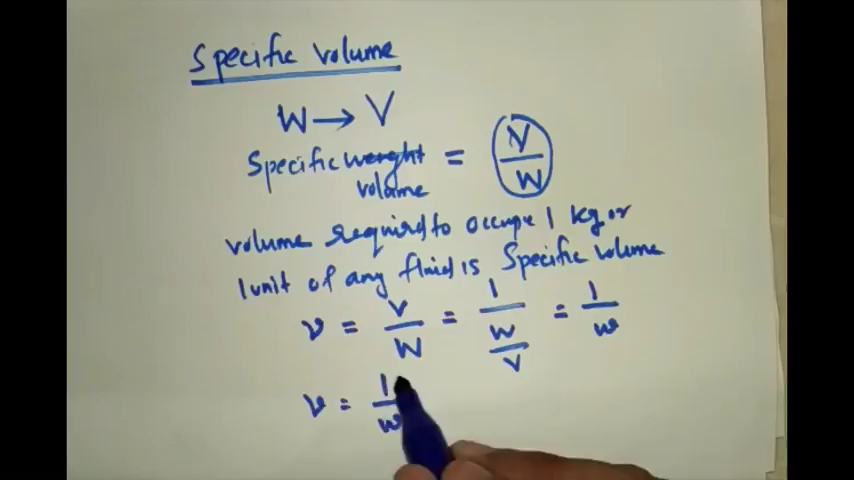 Specific volume
W → V
Specific weight = V/W
volume
volume required to occupe 1 kg or
1 unit of any fluid is Specific volume
v = V/W = 1/(W/V) = 1/w
v = 1/w